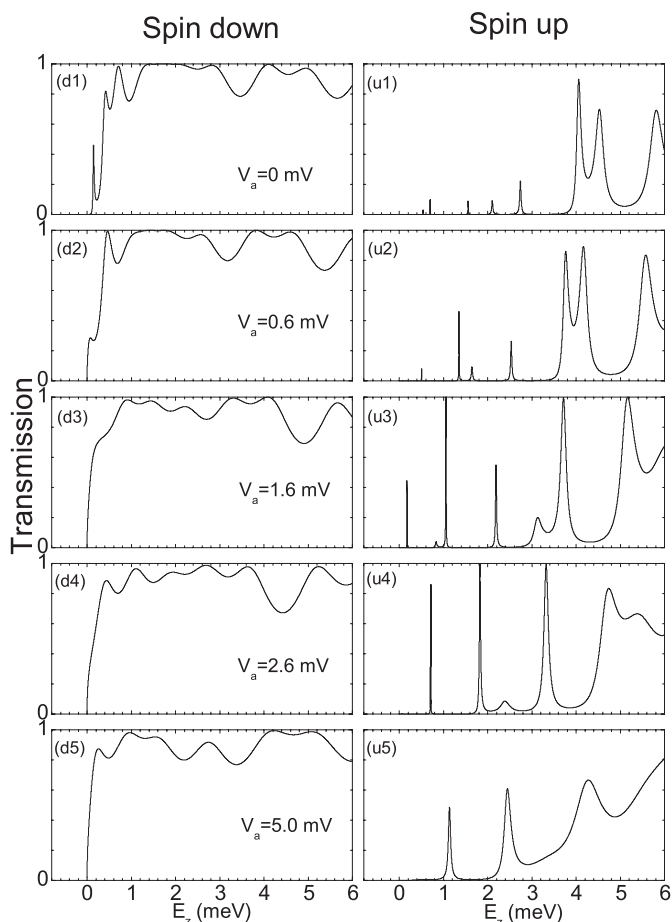 Spin down Spin up
Transmission
1 (d1) (u1)
V_a=0 mV
0
1 (d2) (u2)
V_a=0.6 mV
0
1 (d3) (u3)
V_a=1.6 mV
0
1 (d4) (u4)
V_a=2.6 mV
0
1 (d5) (u5)
V_a=5.0 mV
0
0 1 2 3 4 5 6 0 1 2 3 4 5 6
E_z (meV) E_z (meV)